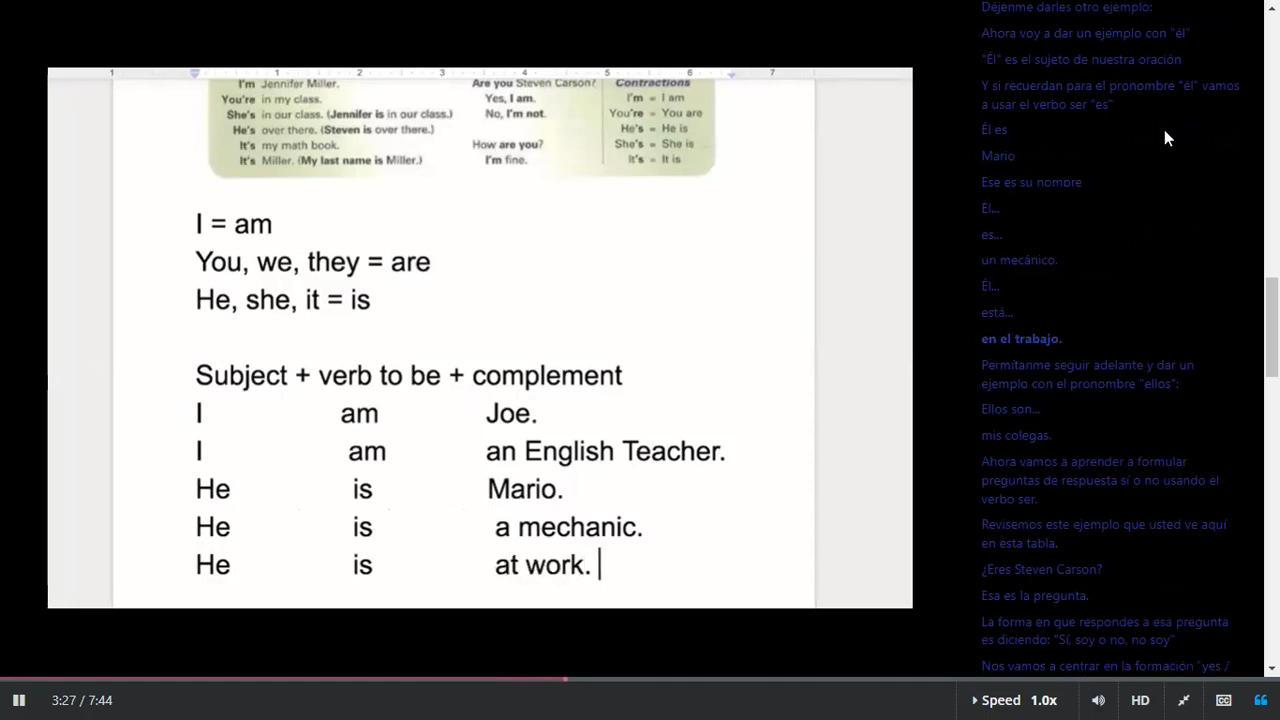 1 1 2 3 4 5 6 7
I'm Jennifer Miller.
You're in my class.
She's in our class. (Jennifer is in our class.)
He's over there. (Steven is over there.)
It's my math book.
It's Miller. (My last name is Miller.)
Are you Steven Carson?
Yes, I am.
No, I'm not.
How are you?
I'm fine.
Contractions
I'm = I am
You're = You are
He's = He is
She's = She is
It's = It is
I = am
You, we, they = are
He, she, it = is
Subject + verb to be + complement
I am Joe.
I am an English Teacher.
He is Mario.
He is a mechanic.
He is at work.
Déjenme darles otro ejemplo:
Ahora voy a dar un ejemplo con "él"
"Él" es el sujeto de nuestra oración
Y si recuerdan para el pronombre "él" vamos
a usar el verbo ser "es"
Él es
Mario
Ese es su nombre
Él...
es...
un mecánico.
Él...
está...
en el trabajo.
Permítanme seguir adelante y dar un
ejemplo con el pronombre "ellos":
Ellos son...
mis colegas.
Ahora vamos a aprender a formular
preguntas de respuesta sí o no usando el
verbo ser.
Revisemos este ejemplo que usted ve aquí
en esta tabla.
¿Eres Steven Carson?
Esa es la pregunta.
La forma en que respondes a esa pregunta
es diciendo: "Sí, soy o no, no soy"
Nos vamos a centrar en la formación "yes /
3:27 / 7:44
Speed 1.0x
HD
CC